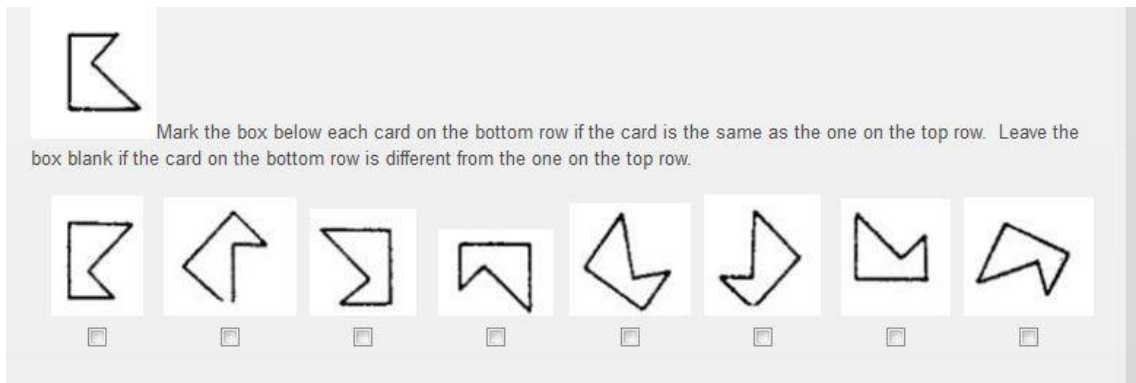 Mark the box below each card on the bottom row if the card is the same as the one on the top row.  Leave the
box blank if the card on the bottom row is different from the one on the top row.